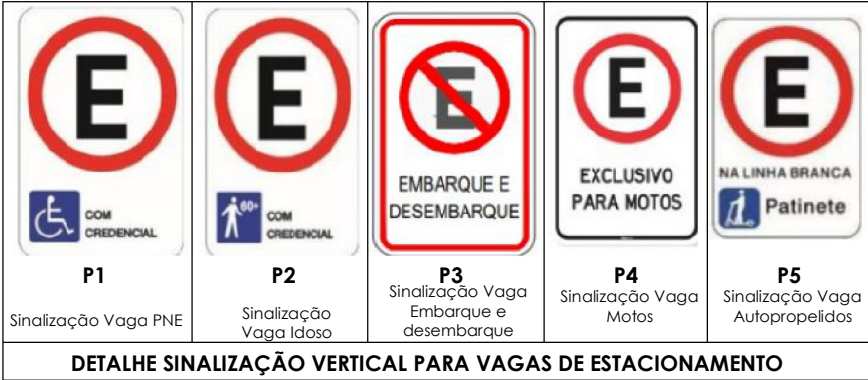 E
COM
CREDENCIAL
P1
Sinalização Vaga PNE
E
60+
COM
CREDENCIAL
P2
Sinalização
Vaga Idoso
E
EMBARQUE E
DESEMBARQUE
P3
Sinalização Vaga
Embarque e
desembarque
E
EXCLUSIVO
PARA MOTOS
P4
Sinalização Vaga
Motos
E
NA LINHA BRANCA
Patinete
P5
Sinalização Vaga
Autopropelidos
DETALHE SINALIZAÇÃO VERTICAL PARA VAGAS DE ESTACIONAMENTO